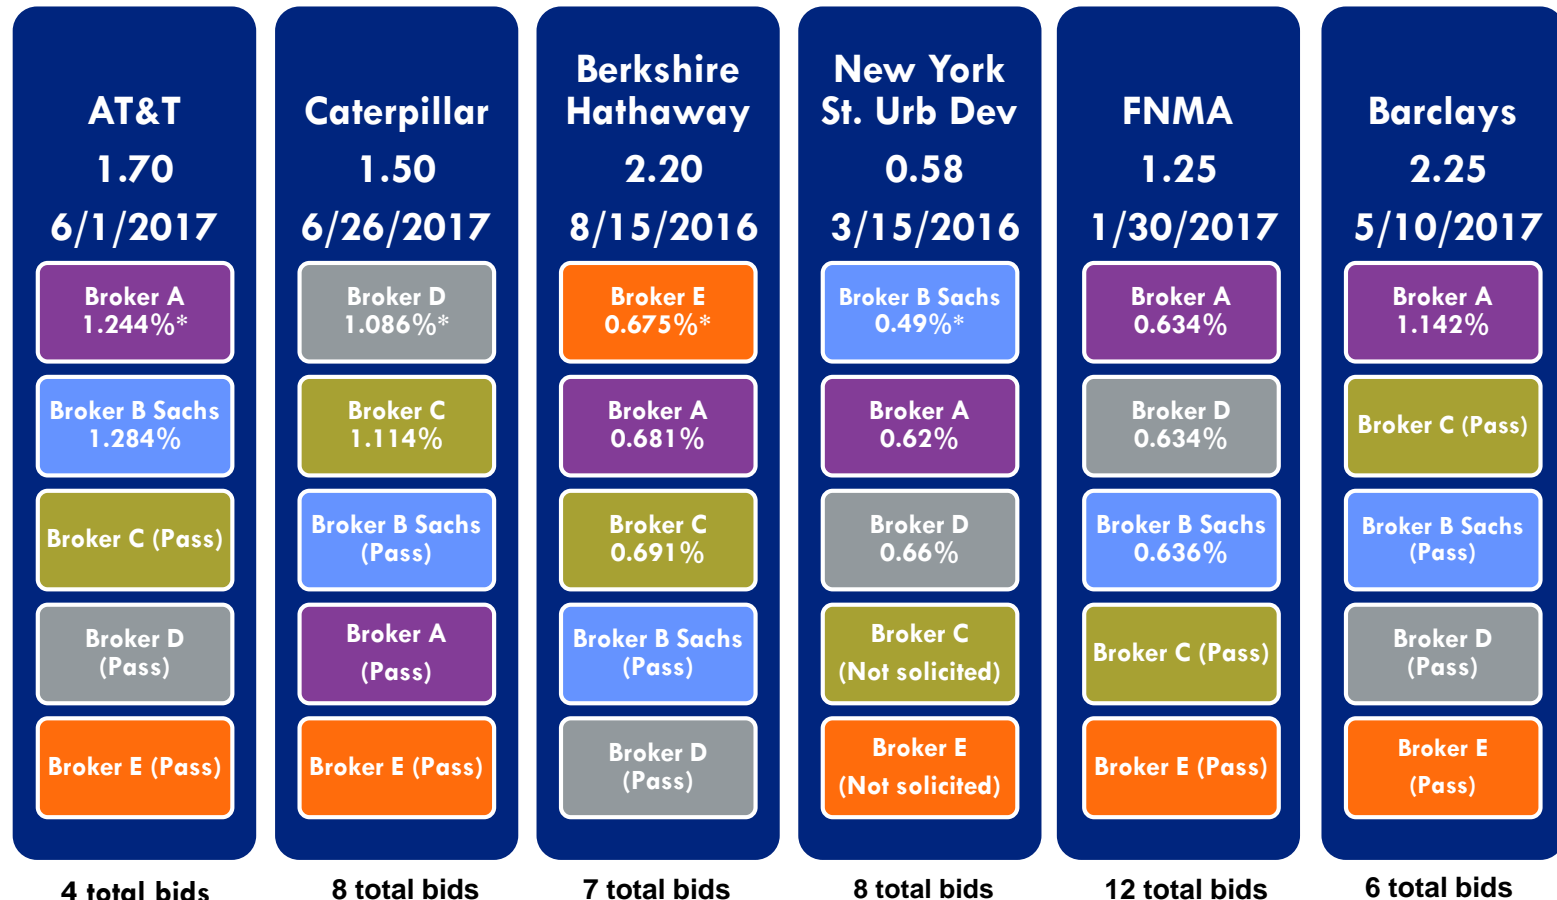 AT&T
1.70
6/1/2017
Broker A
1.244%*
Broker B Sachs
1.284%
Broker C (Pass)
Broker D
(Pass)
Broker E (Pass)
4 total bids
Caterpillar
1.50
6/26/2017
Broker D
1.086%*
Broker C
1.114%
Broker B Sachs
(Pass)
Broker A
(Pass)
Broker E (Pass)
8 total bids
Berkshire
Hathaway
2.20
8/15/2016
Broker E
0.675%*
Broker A
0.681%
Broker C
0.691%
Broker B Sachs
(Pass)
Broker D
(Pass)
7 total bids
New York
St. Urb Dev
0.58
3/15/2016
Broker B Sachs
0.49%*
Broker A
0.62%
Broker D
0.66%
Broker C
(Not solicited)
Broker E
(Not solicited)
8 total bids
FNMA
1.25
1/30/2017
Broker A
0.634%
Broker D
0.634%
Broker B Sachs
0.636%
Broker C (Pass)
Broker E (Pass)
12 total bids
Barclays
2.25
5/10/2017
Broker A
1.142%
Broker C (Pass)
Broker B Sachs
(Pass)
Broker D
(Pass)
Broker E
(Pass)
6 total bids